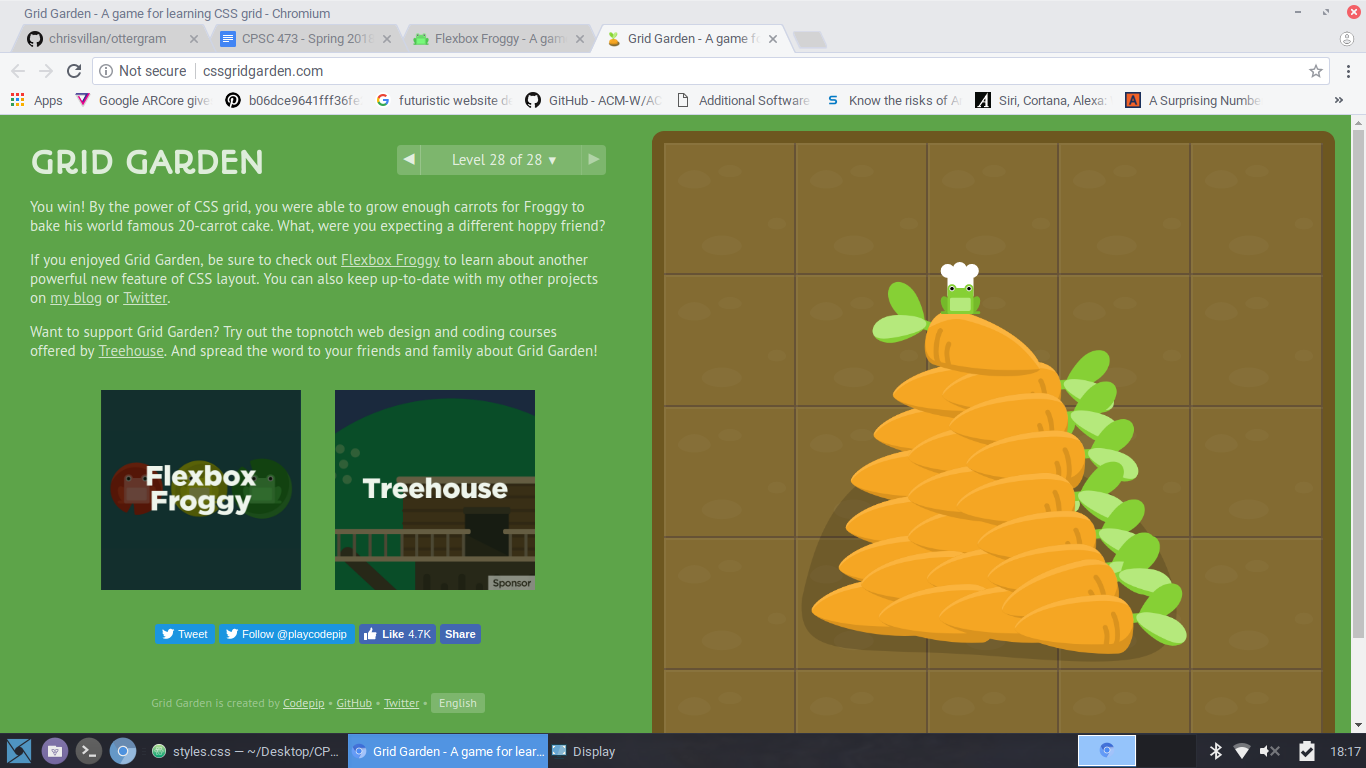 Grid Garden - A game for learning CSS grid - Chromium
chrisvillan/ottergram
CPSC 473 - Spring 2018
Flexbox Froggy - A gam
Grid Garden - A game f
Not secure
cssgridgarden.com
Apps
Google ARCore give
b06dce9641fff36fe
futuristic website d
GitHub - ACM-W/AC
Additional Software
Know the risks of A
Siri, Cortana, Alexa:
A Surprising Numbe
»
GRID GARDEN
◀ Level 28 of 28 ▼ ▶
You win! By the power of CSS grid, you were able to grow enough carrots for Froggy to
bake his world famous 20-carrot cake. What, were you expecting a different hoppy friend?
If you enjoyed Grid Garden, be sure to check out Flexbox Froggy to learn about another
powerful new feature of CSS layout. You can also keep up-to-date with my other projects
on my blog or Twitter.
Want to support Grid Garden? Try out the topnotch web design and coding courses
offered by Treehouse. And spread the word to your friends and family about Grid Garden!
Flexbox
Froggy
Treehouse
Sponsor
Tweet
Follow @playcodepip
Like 4.7K
Share
Grid Garden is created by Codepip • GitHub • Twitter • English
styles.css — ~/Desktop/CP...
Grid Garden - A game for lear...
Display
18:17